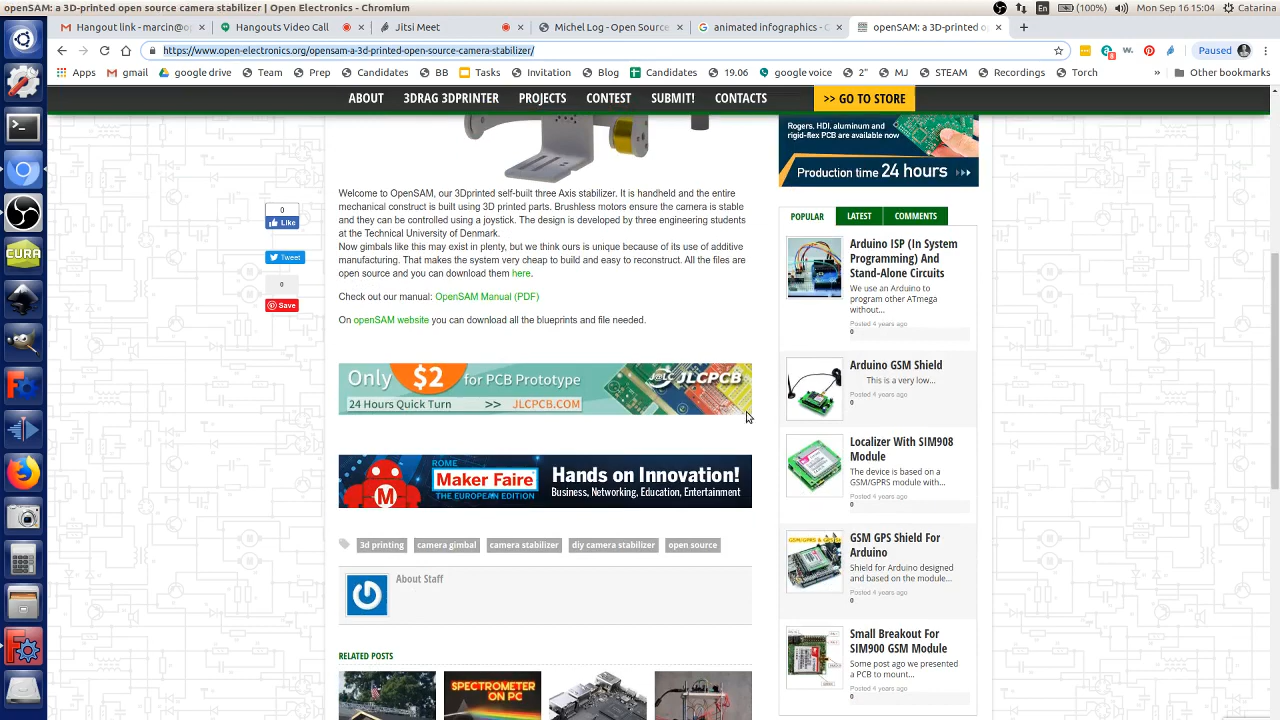 openSAM: a 3D-printed open source camera stabilizer | Open Electronics - Chromium
En (100%) Mon Sep 16 15:04 Catarina
Hangout link - marcin@o
Hangouts Video Call
Jitsi Meet
Michel Log - Open Source
animated infographics - G
openSAM: a 3D-printed o
https://www.open-electronics.org/opensam-a-3d-printed-open-source-camera-stabilizer/
Paused
Apps gmail google drive Team Prep Candidates BB Tasks Invitation Blog Candidates 19.06 google voice 2" MJ STEAM Recordings Torch » Other bookmarks
ABOUT 3DRAG 3DPRINTER PROJECTS CONTEST SUBMIT! CONTACTS >> GO TO STORE
Rogers, HDI, aluminum and
rigid-flex PCB are available now
Production time 24 hours
0
Like
Tweet
0
Save
Welcome to OpenSAM, our 3Dprinted self-built three Axis stabilizer. It is handheld and the entire
mechanical construct is built using 3D printed parts. Brushless motors ensure the camera is stable
and they can be controlled using a joystick. The design is developed by three engineering students
at the Technical University of Denmark.
Now gimbals like this may exist in plenty, but we think ours is unique because of its use of additive
manufacturing. That makes the system very cheap to build and easy to reconstruct. All the files are
open source and you can download them here.
Check out our manual: OpenSAM Manual (PDF)
On openSAM website you can download all the blueprints and file needed.
Only $2 for PCB Prototype
24 Hours Quick Turn >> JLCPCB.COM
J@LC JLCPCB
ROME
Maker Faire
THE EUROPEAN EDITION
M
Hands on Innovation!
Business, Networking, Education, Entertainment
3d printing camera gimbal camera stabilizer diy camera stabilizer open source
About Staff
RELATED POSTS
SPECTROMETER
ON PC
POPULAR LATEST COMMENTS
Arduino ISP (In System
Programming) And
Stand-Alone Circuits
We use an Arduino to
program other ATmega
without...
Posted 4 years ago
0
Arduino GSM Shield
This is a very low...
Posted 4 years ago
0
Localizer With SIM908
Module
The device is based on a
GSM/GPRS module with...
Posted 4 years ago
0
GSM GPS Shield For
Arduino
Shield for Arduino designed
and based on the module...
Posted 4 years ago
0
Small Breakout For
SIM900 GSM Module
Some post ago we presented
a PCB to mount...
Posted 4 years ago
0
CURA